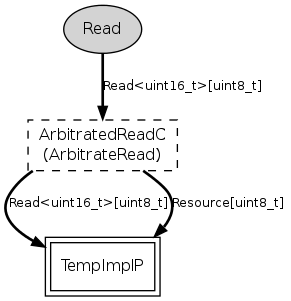 Read
Read<uint16_t>[uint8_t]
ArbitratedReadC
(ArbitrateRead)
Read<uint16_t>[uint8_t]
Resource[uint8_t]
TempImplP